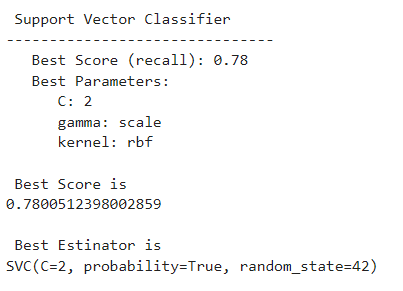 Support Vector Classifier
-------------------------------
Best Score (recall): 0.78
Best Parameters:
C: 2
gamma: scale
kernel: rbf
Best Score is
0.7800512398002859
Best Estinator is
SVC(C=2, probability=True, random_state=42)